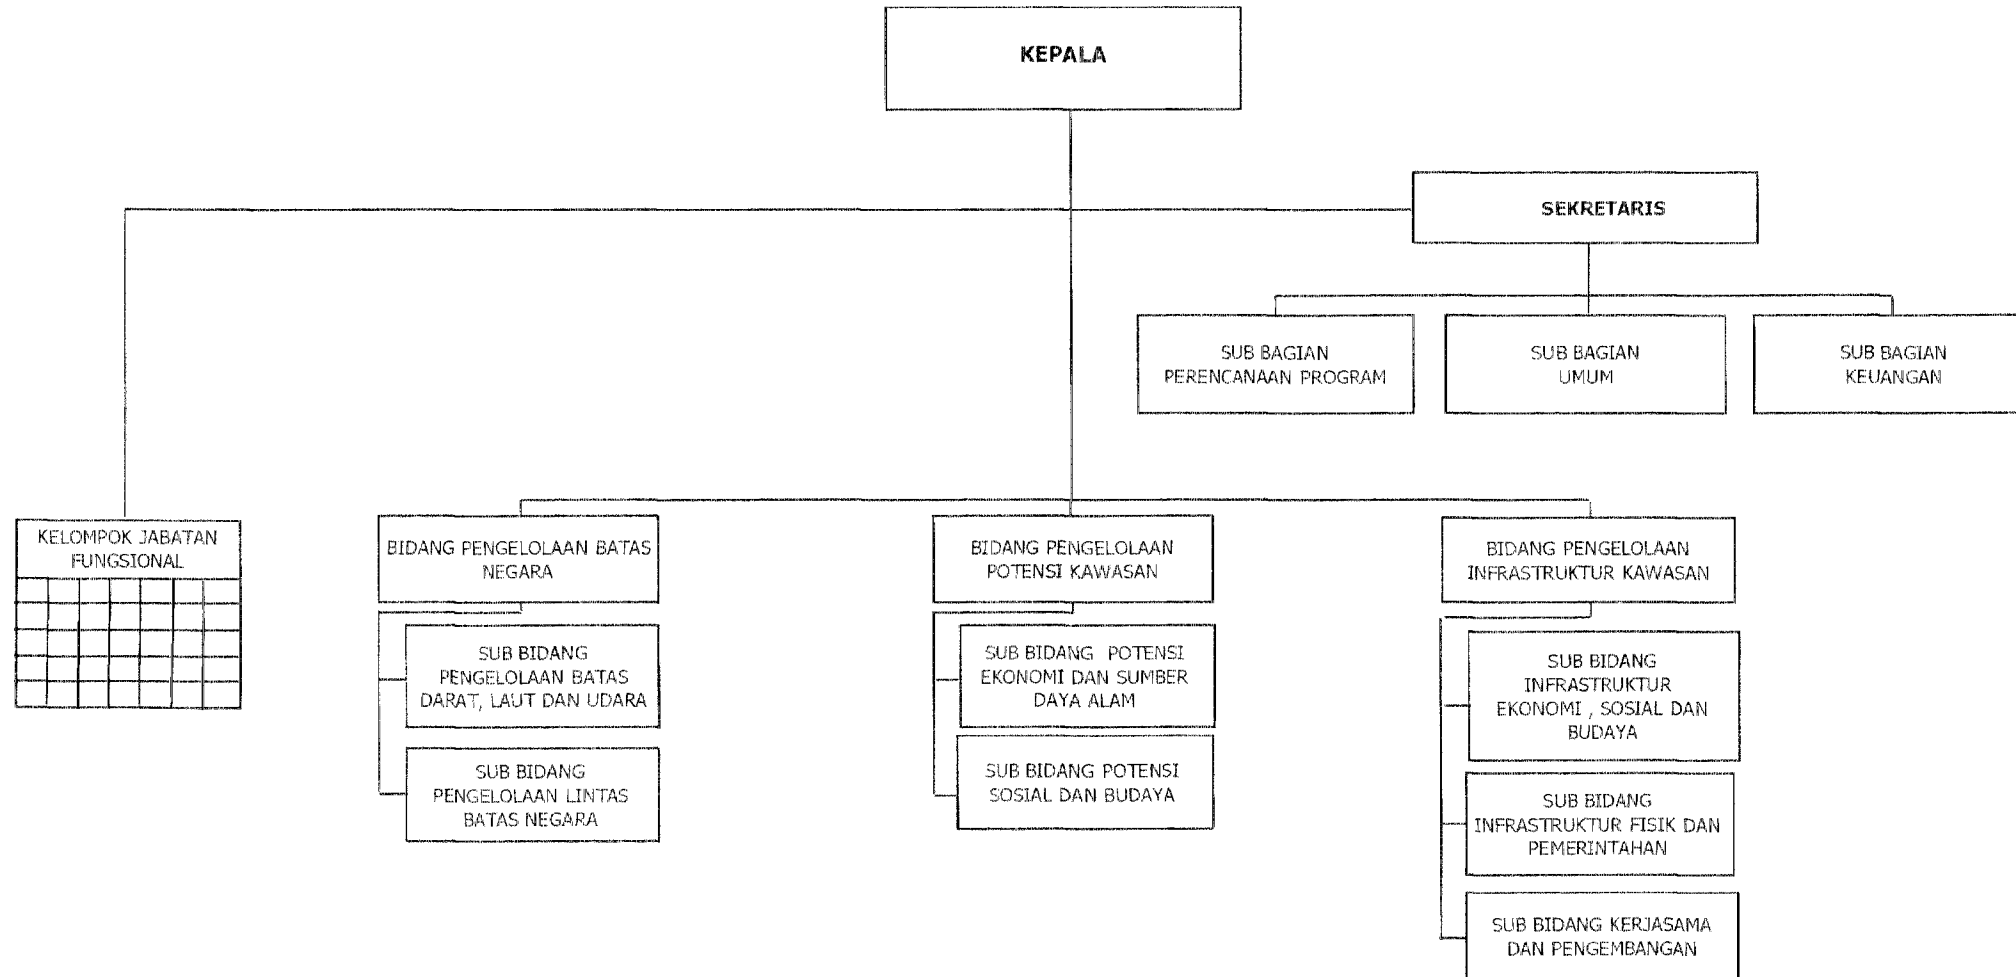 KEPALA
SEKRETARIS
SUB BAGIAN
PERENCANAAN PROGRAM
SUB BAGIAN
UMUM
SUB BAGIAN
KEUANGAN
KELOMPOK JABATAN
FUNGSIONAL
BIDANG PENGELOLAAN BATAS
NEGARA
SUB BIDANG
PENGELOLAAN BATAS
DARAT, LAUT DAN UDARA
SUB BIDANG
PENGELOLAAN LINTAS
BATAS NEGARA
BIDANG PENGELOLAAN
POTENSI KAWASAN
SUB BIDANG POTENSI
EKONOMI DAN SUMBER
DAYA ALAM
SUB BIDANG POTENSI
SOSIAL DAN BUDAYA
BIDANG PENGELOLAAN
INFRASTRUKTUR KAWASAN
SUB BIDANG
INFRASTRUKTUR
EKONOMI , SOSIAL DAN
BUDAYA
SUB BIDANG
INFRASTRUKTUR FISIK DAN
PEMERINTAHAN
SUB BIDANG KERJASAMA
DAN PENGEMBANGAN